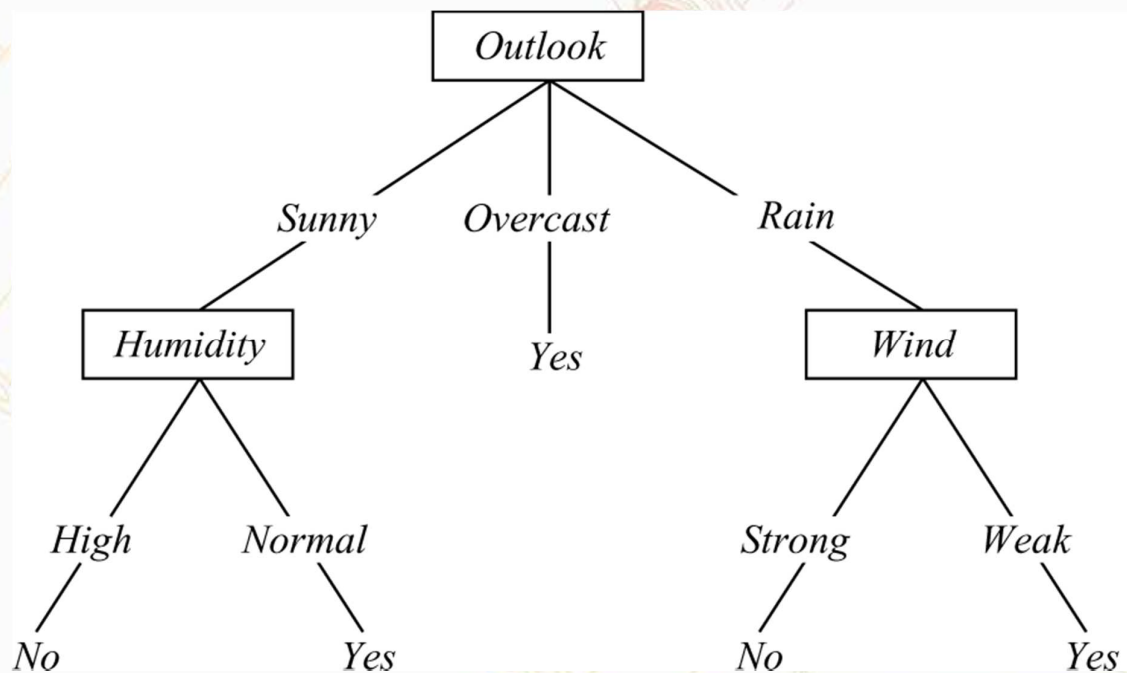 Outlook
Sunny Overcast Rain
Humidity Yes Wind
High Normal Strong Weak
No Yes No Yes